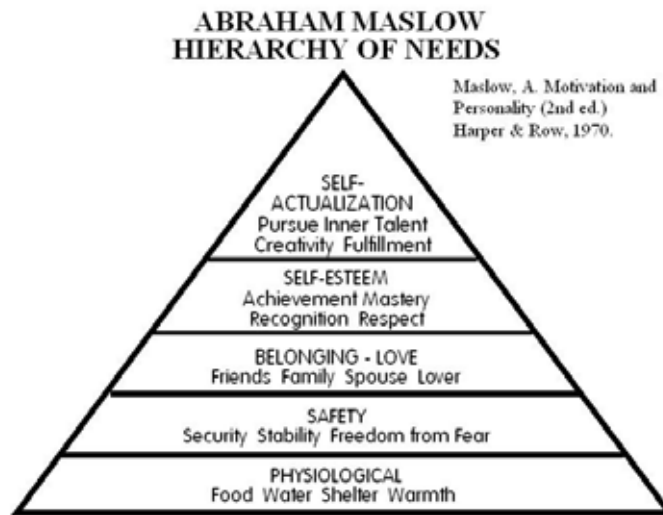 ABRAHAM MASLOW
HIERARCHY OF NEEDS
Maslow, A. Motivation and
Personality (2nd ed.)
Harper & Row, 1970.
SELF-
ACTUALIZATION
Pursue Inner Talent
Creativity Fulfillment
SELF-ESTEEM
Achievement Mastery
Recognition Respect
BELONGING - LOVE
Friends Family Spouse Lover
SAFETY
Security Stability Freedom from Fear
PHYSIOLOGICAL
Food Water Shelter Warmth